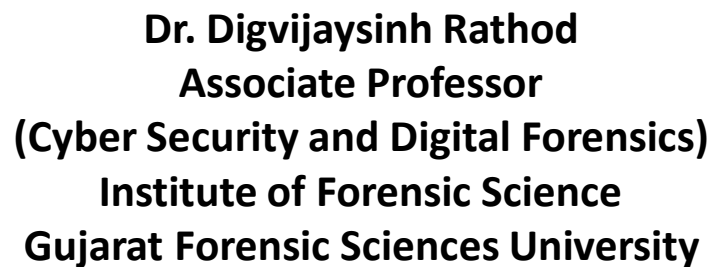 Dr. Digvijaysinh Rathod
Associate Professor
(Cyber Security and Digital Forensics)
Institute of Forensic Science
Gujarat Forensic Sciences University